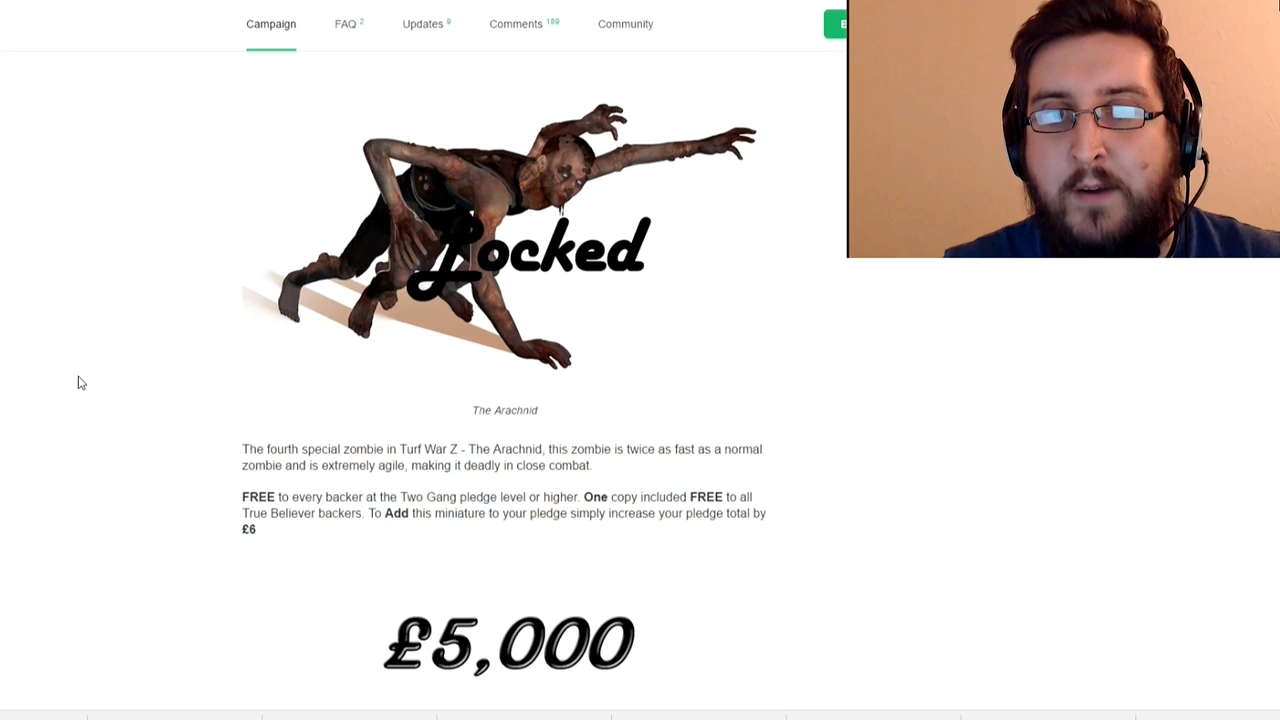 Campaign FAQ 2 Updates 9 Comments 189 Community
Locked
The Arachnid
The fourth special zombie in Turf War Z - The Arachnid, this zombie is twice as fast as a normal
zombie and is extremely agile, making it deadly in close combat.
FREE to every backer at the Two Gang pledge level or higher. One copy included FREE to all
True Believer backers. To Add this miniature to your pledge simply increase your pledge total by
£6
£5,000